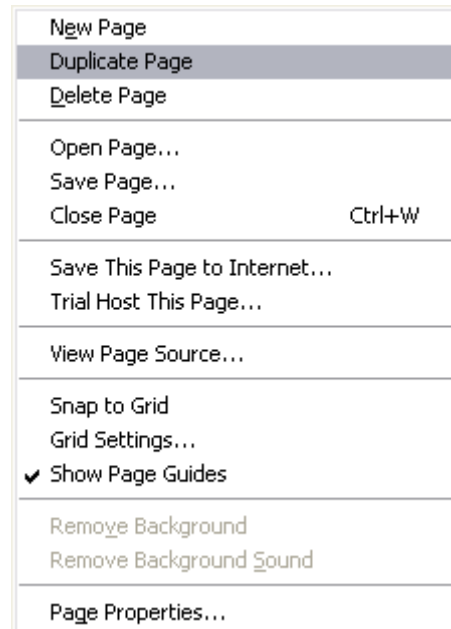 New Page
Duplicate Page
Delete Page
Open Page...
Save Page...
Close Page Ctrl+W
Save This Page to Internet...
Trial Host This Page...
View Page Source...
Snap to Grid
Grid Settings...
✓ Show Page Guides
Remove Background
Remove Background Sound
Page Properties...